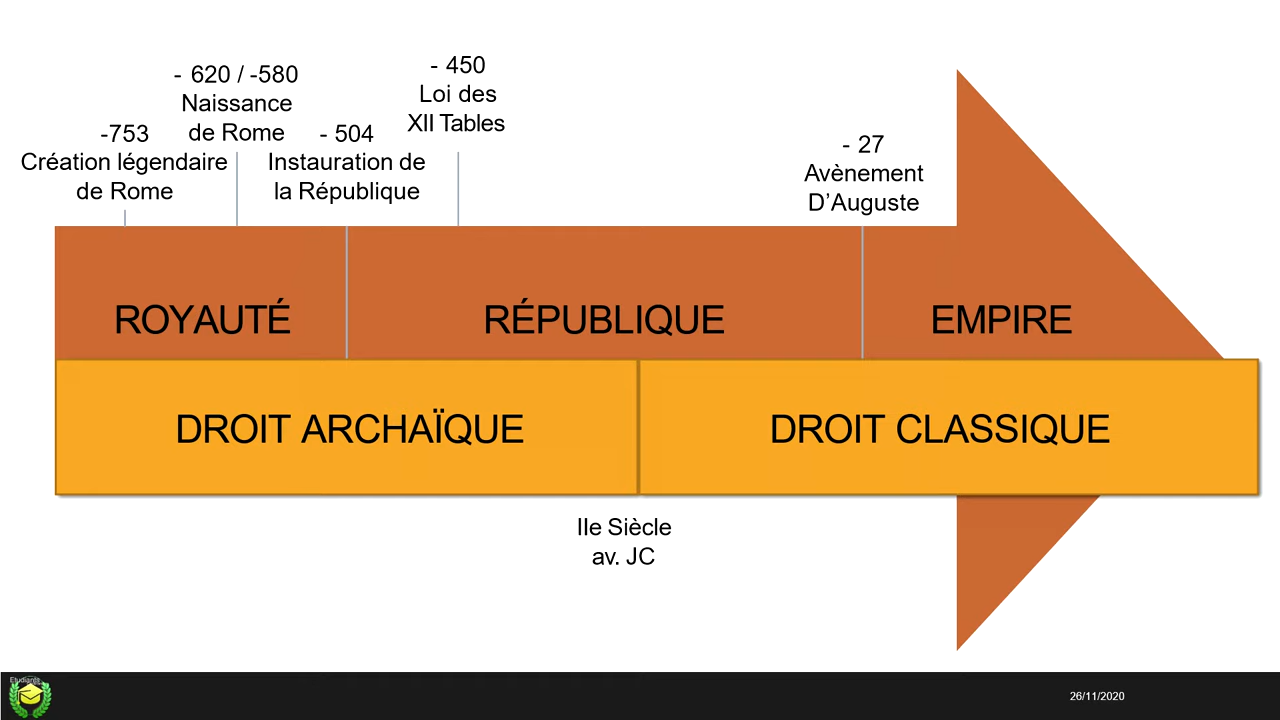 -753
Création légendaire
de Rome
- 620 / -580
Naissance
de Rome
- 504
Instauration de
la République
- 450
Loi des
XII Tables
- 27
Avènement
D’Auguste
ROYAUTÉ
RÉPUBLIQUE
EMPIRE
DROIT ARCHAÏQUE
DROIT CLASSIQUE
IIe Siècle
av. JC
26/11/2020